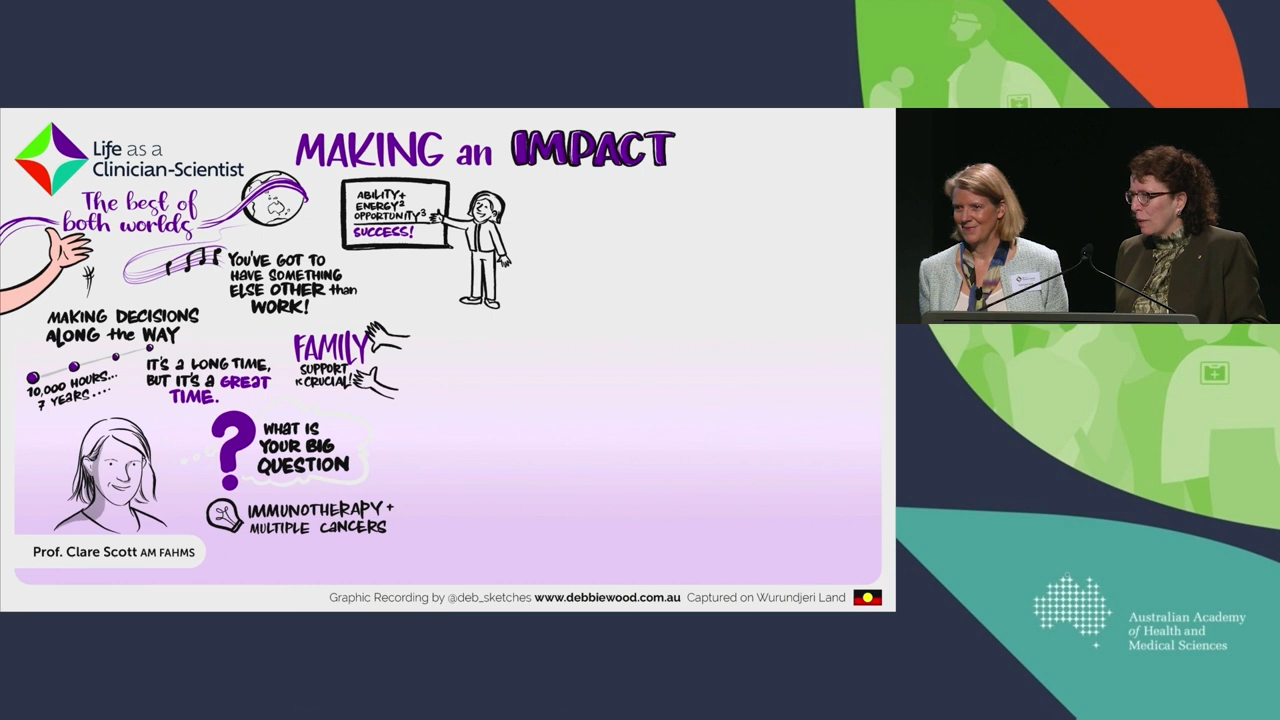 Life as a
Clinician-Scientist
MAKING an IMPACT
The best of
both worlds
ABILITY+
ENERGY²
OPPORTUNITY³
SUCCESS!
YOU'VE GOT TO
HAVE SOMETHING
ELSE OTHER than
WORK!
MAKING DECISIONS
ALONG the WAY
10,000 HOURS...
7 YEARS....
IT'S A LONG TIME,
BUT IT'S A GREAT
TIME.
FAMILY
SUPPORT
is CRUCIAL!
?
WHAT IS
YOUR BIG
QUESTION
IMMUNOTHERAPY +
MULTIPLE CANCERS
Prof. Clare Scott AM FAHMS
Graphic Recording by @deb_sketches www.debbiewood.com.au Captured on Wurundjeri Land
Australian Academy
of Health and
Medical Sciences